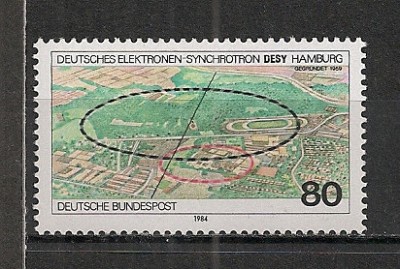 DEUTSCHES ELEKTRONEN-SYNCHROTRON DESY HAMBURG
GEGRÜNDET 1959
80
DEUTSCHE BUNDESPOST
1984